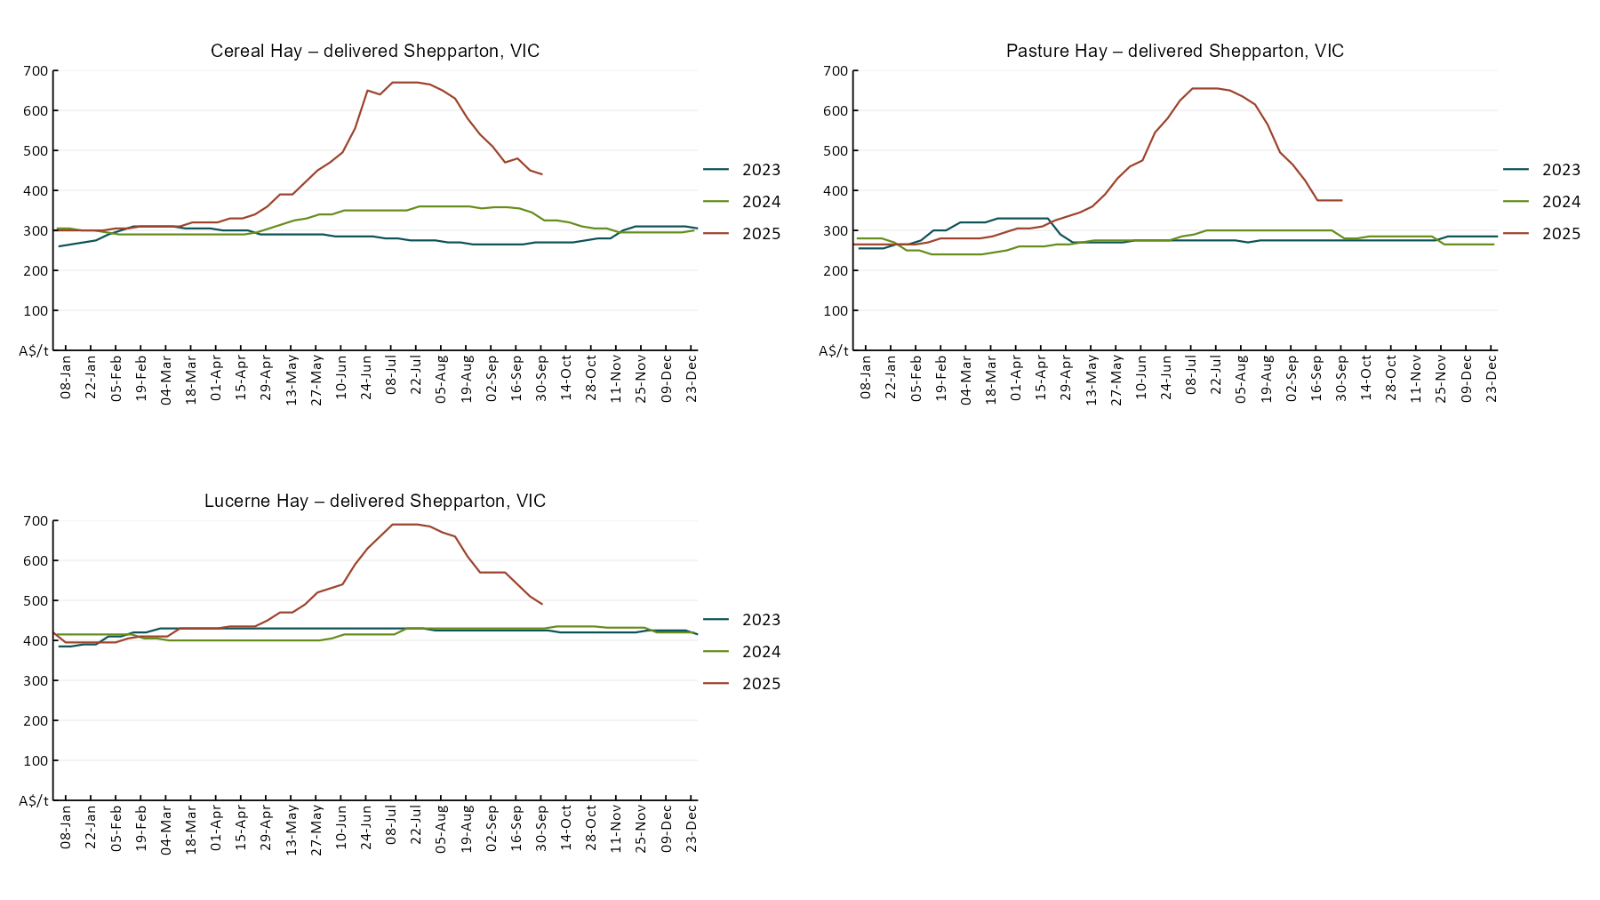 Cereal Hay – delivered Shepparton, VIC
700
600
500
400
300
200
100
A$/t
08-Jan
22-Jan
05-Feb
19-Feb
04-Mar
18-Mar
01-Apr
15-Apr
29-Apr
13-May
27-May
10-Jun
24-Jun
08-Jul
22-Jul
05-Aug
19-Aug
02-Sep
16-Sep
30-Sep
14-Oct
28-Oct
11-Nov
25-Nov
09-Dec
23-Dec
2023
2024
2025
Pasture Hay – delivered Shepparton, VIC
700
600
500
400
300
200
100
A$/t
08-Jan
22-Jan
05-Feb
19-Feb
04-Mar
18-Mar
01-Apr
15-Apr
29-Apr
13-May
27-May
10-Jun
24-Jun
08-Jul
22-Jul
05-Aug
19-Aug
02-Sep
16-Sep
30-Sep
14-Oct
28-Oct
11-Nov
25-Nov
09-Dec
23-Dec
2023
2024
2025
Lucerne Hay – delivered Shepparton, VIC
700
600
500
400
300
200
100
A$/t
08-Jan
22-Jan
05-Feb
19-Feb
04-Mar
18-Mar
01-Apr
15-Apr
29-Apr
13-May
27-May
10-Jun
24-Jun
08-Jul
22-Jul
05-Aug
19-Aug
02-Sep
16-Sep
30-Sep
14-Oct
28-Oct
11-Nov
25-Nov
09-Dec
23-Dec
2023
2024
2025